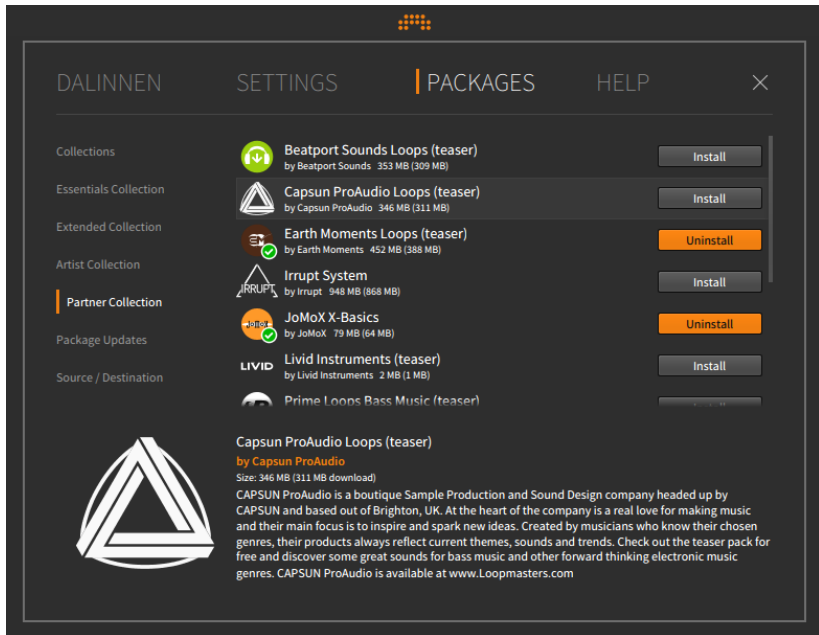 DALINNEN SETTINGS PACKAGES HELP
Collections
Essentials Collection
Extended Collection
Artist Collection
Partner Collection
Package Updates
Source / Destination
Beatport Sounds Loops (teaser)
by Beatport Sounds 353 MB (309 MB)
Install
Capsun ProAudio Loops (teaser)
by Capsun ProAudio 346 MB (311 MB)
Install
Earth Moments Loops (teaser)
by Earth Moments 452 MB (388 MB)
Uninstall
IRRUPT
Irrupt System
by Irrupt 948 MB (868 MB)
Install
JoMoX
JoMoX X-Basics
by JoMoX 79 MB (64 MB)
Uninstall
LIVID
Livid Instruments (teaser)
by Livid Instruments 2 MB (1 MB)
Install
Prime Loops Bass Music (teaser)
Capsun ProAudio Loops (teaser)
by Capsun ProAudio
Size: 346 MB (311 MB download)
CAPSUN ProAudio is a boutique Sample Production and Sound Design company headed up by
CAPSUN and based out of Brighton, UK. At the heart of the company is a real love for making music
and their main focus is to inspire and spark new ideas. Created by musicians who know their chosen
genres, their products always reflect current themes, sounds and trends. Check out the teaser pack for
free and discover some great sounds for bass music and other forward thinking electronic music
genres. CAPSUN ProAudio is available at www.Loopmasters.com